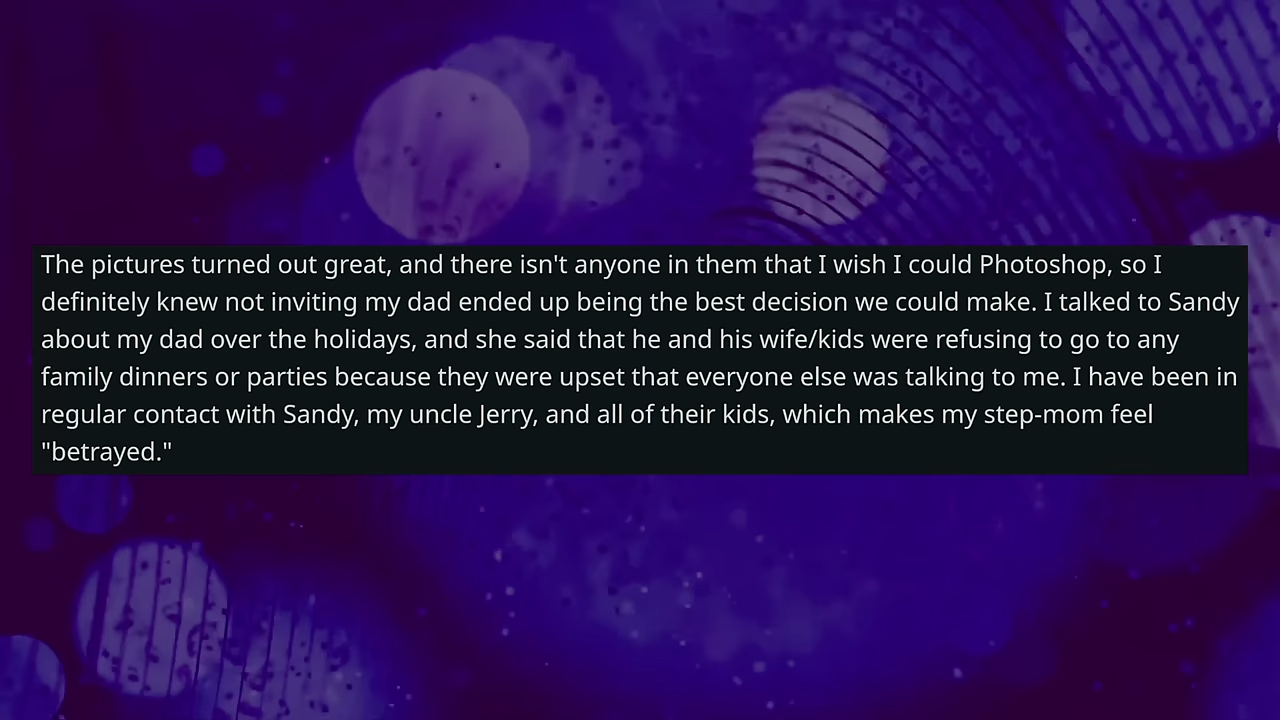 The pictures turned out great, and there isn't anyone in them that I wish I could Photoshop, so I
definitely knew not inviting my dad ended up being the best decision we could make. I talked to Sandy
about my dad over the holidays, and she said that he and his wife/kids were refusing to go to any
family dinners or parties because they were upset that everyone else was talking to me. I have been in
regular contact with Sandy, my uncle Jerry, and all of their kids, which makes my step-mom feel
"betrayed."